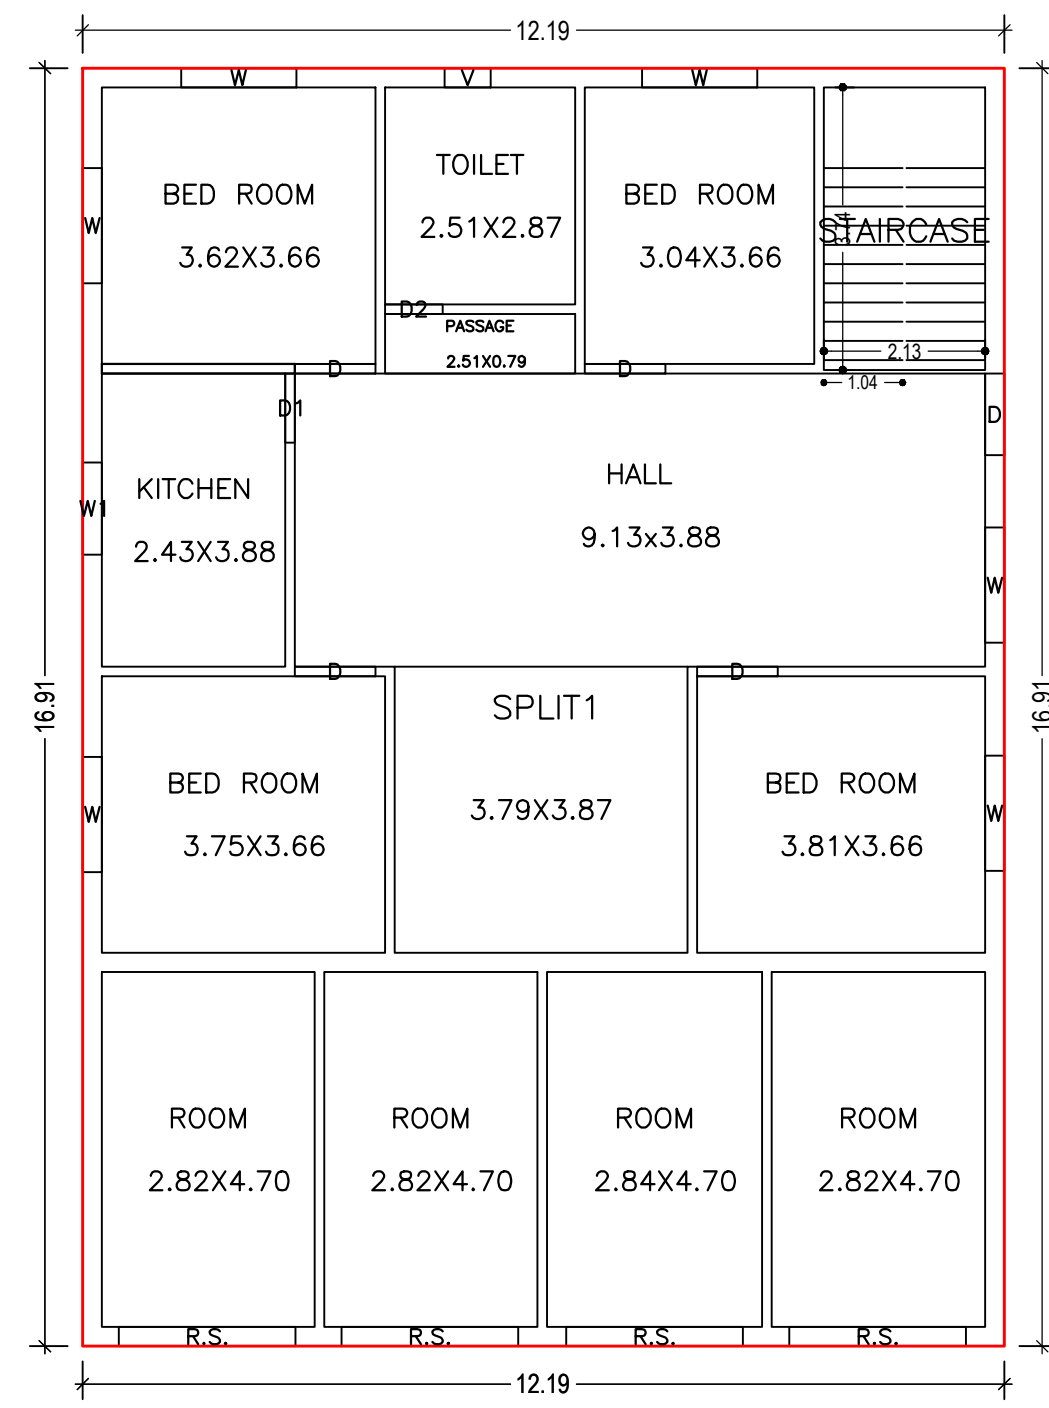 12.19
W
V
W
TOILET
2.51X2.87
BED ROOM
3.62X3.66
BED ROOM
3.04X3.66
W
STAIRCASE
3.74
D2
PASSAGE
2.51X0.79
2.13
D
D
1.04
D1
D
HALL
9.13x3.88
KITCHEN
2.43X3.88
W1
W
D
D
16.91
16.91
SPLIT1
3.79X3.87
BED ROOM
3.75X3.66
BED ROOM
3.81X3.66
W
W
ROOM
2.82X4.70
ROOM
2.82X4.70
ROOM
2.84X4.70
ROOM
2.82X4.70
R.S.
R.S.
R.S.
R.S.
12.19